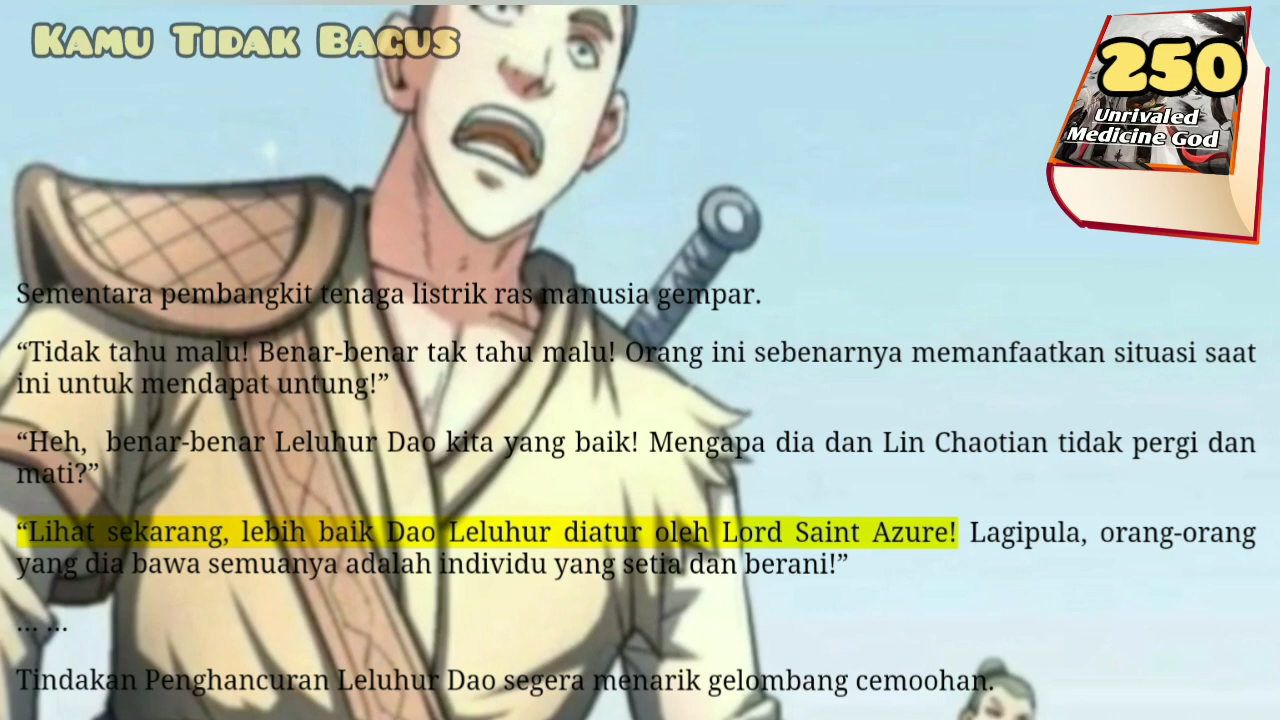 Kamu Tidak Bagus
250
Unrivaled
Medicine God
Sementara pembangkit tenaga listrik ras manusia gempar.
“Tidak tahu malu! Benar-benar tak tahu malu! Orang ini sebenarnya memanfaatkan situasi saat
ini untuk mendapat untung!”
“Heh, benar-benar Leluhur Dao kita yang baik! Mengapa dia dan Lin Chaotian tidak pergi dan
mati?”
“Lihat sekarang, lebih baik Dao Leluhur diatur oleh Lord Saint Azure! Lagipula, orang-orang
yang dia bawa semuanya adalah individu yang setia dan berani!”
... ...
Tindakan Penghancuran Leluhur Dao segera menarik gelombang cemoohan.